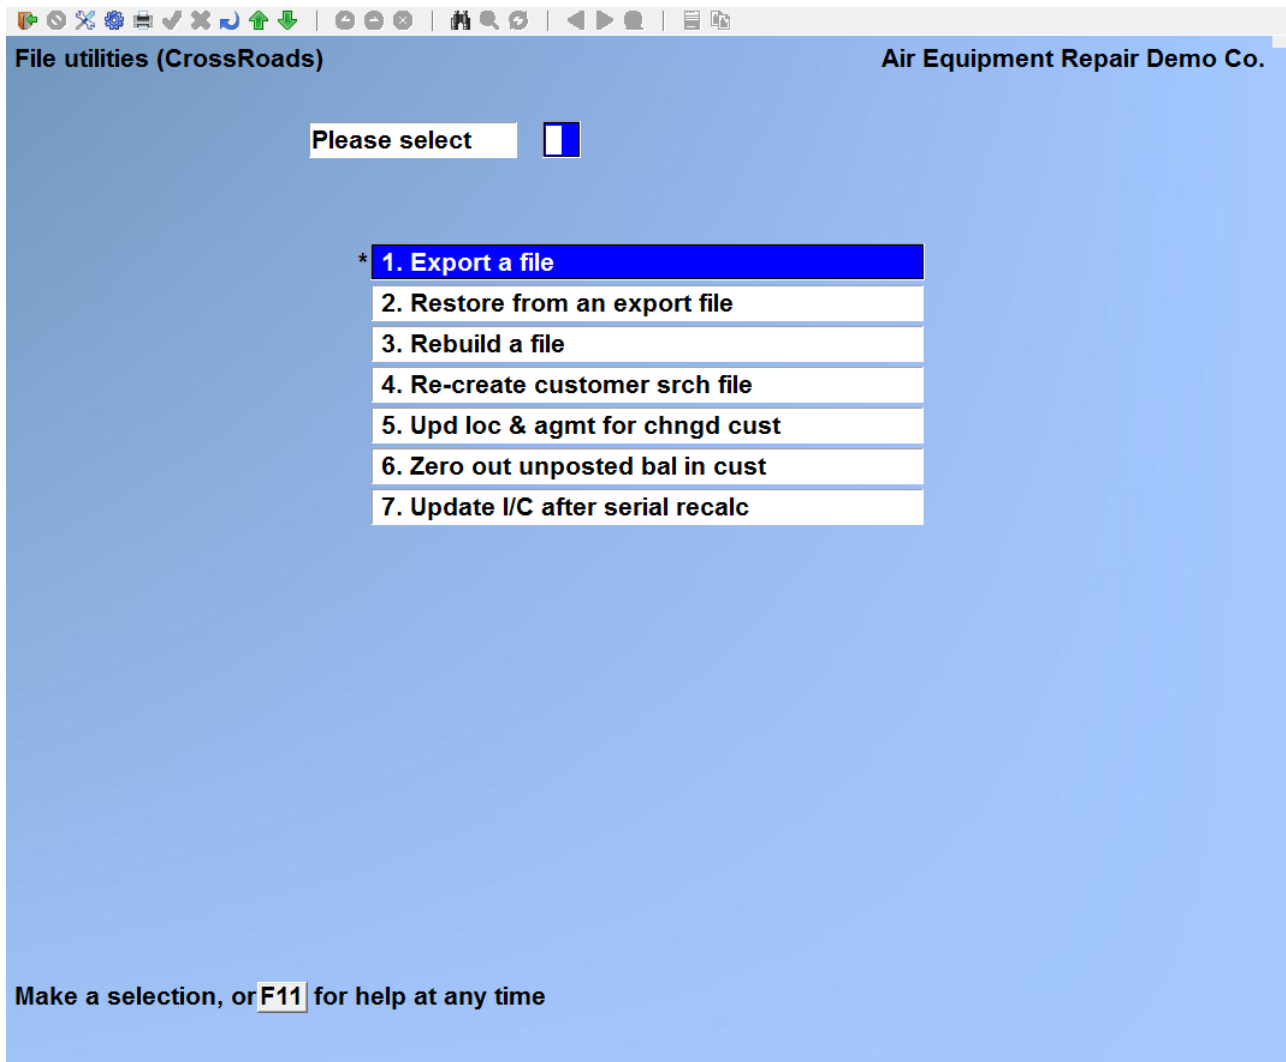 File utilities (CrossRoads) Air Equipment Repair Demo Co.
Please select
* 1. Export a file
2. Restore from an export file
3. Rebuild a file
4. Re-create customer srch file
5. Upd loc & agmt for chngd cust
6. Zero out unposted bal in cust
7. Update I/C after serial recalc
Make a selection, or F11 for help at any time